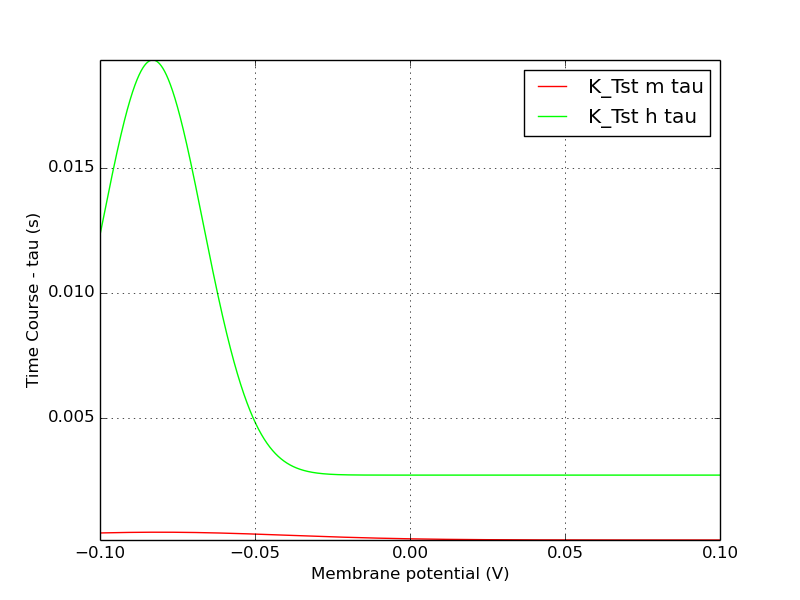 K_Tst m tau
K_Tst h tau
0.015
0.010
0.005
Time Course - tau (s)
−0.10 −0.05 0.00 0.05 0.10
Membrane potential (V)